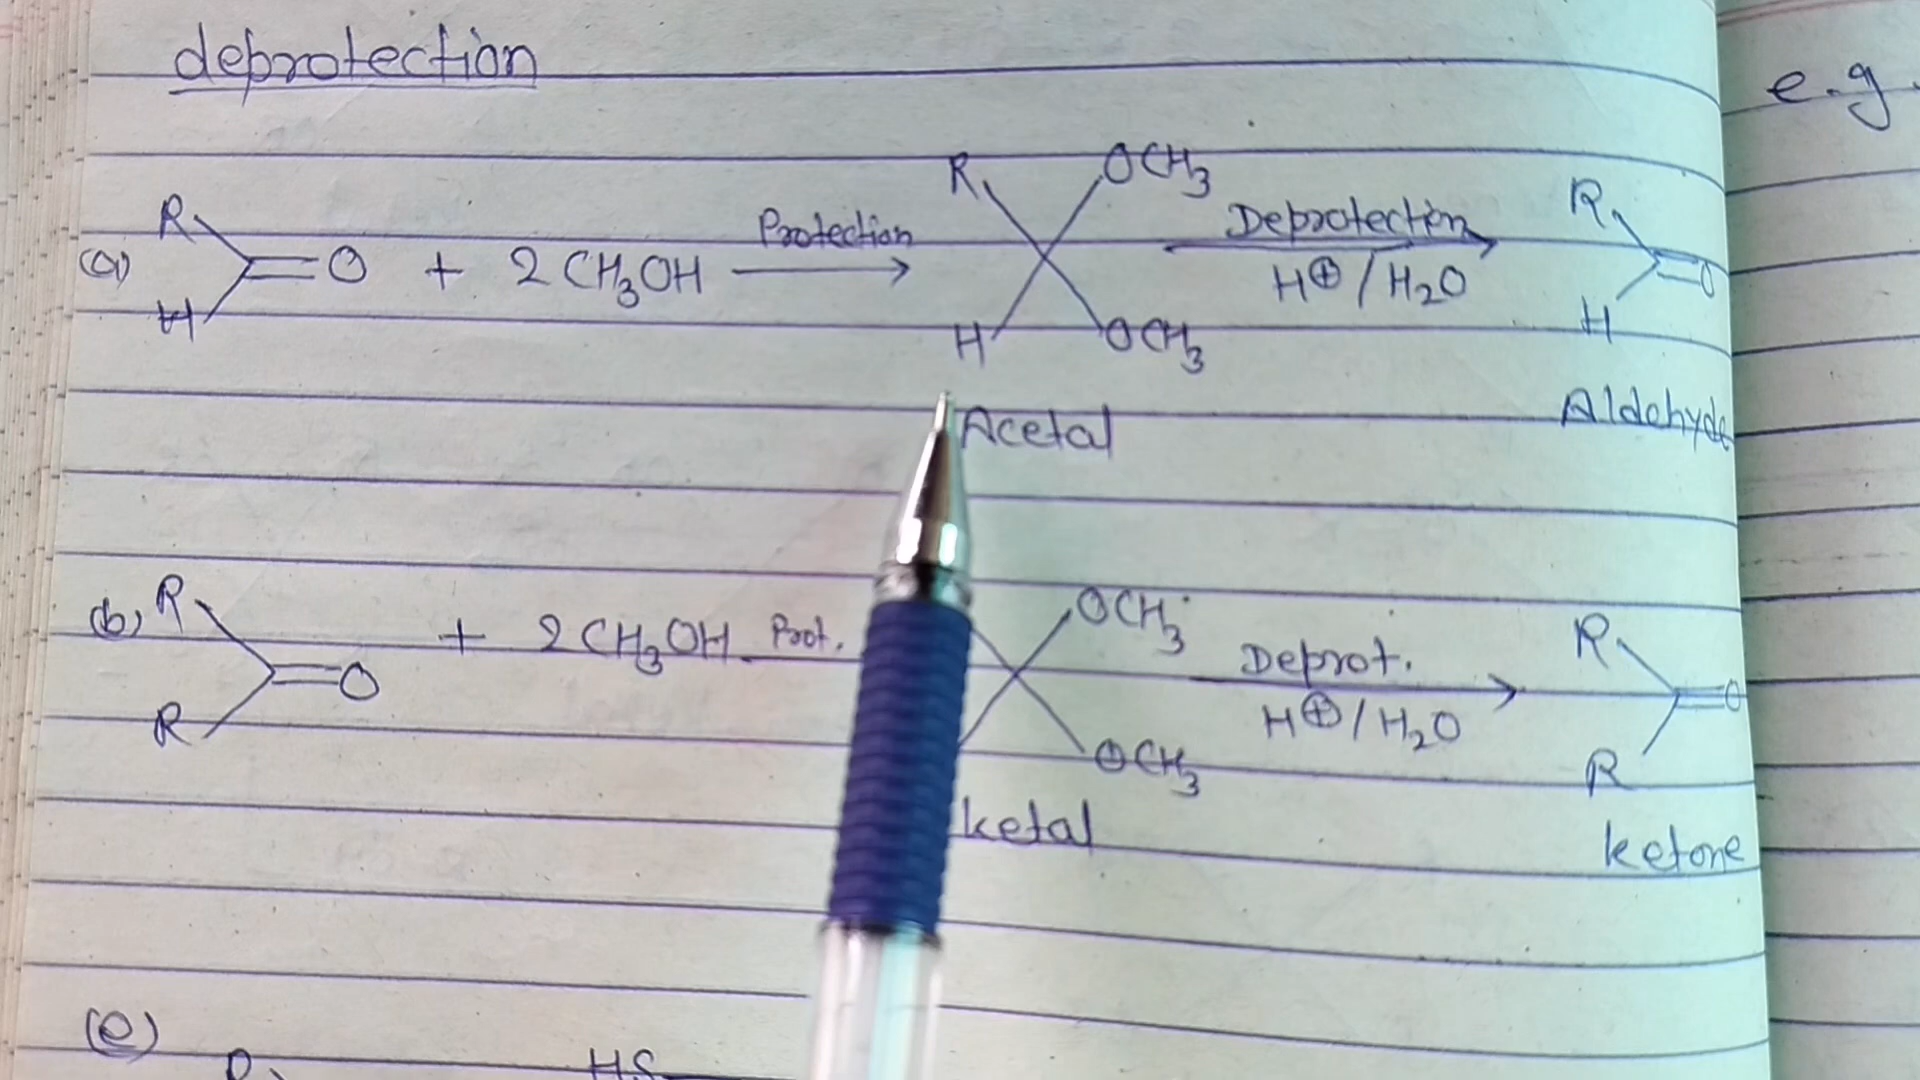 deprotection
e.g.
(a) R H =O + 2 CH3OH Protection → R H OCH3 OCH3 Deprotection H⊕/H2O → R H =O
Acetal Aldehyde
(b) R R =O + 2 CH3OH Prot. OCH3 OCH3 Deprot. H⊕/H2O → R R =O
ketal ketone
(e)
R HS